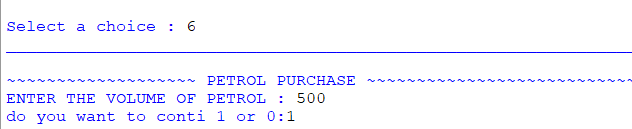 Select a choice : 6
~~~~~~~~~~~~~~~~~~~ PETROL PURCHASE ~~~~~~~~~~~~~~~~~~~~~~~~~~~
ENTER THE VOLUME OF PETROL : 500
do you want to conti 1 or 0:1